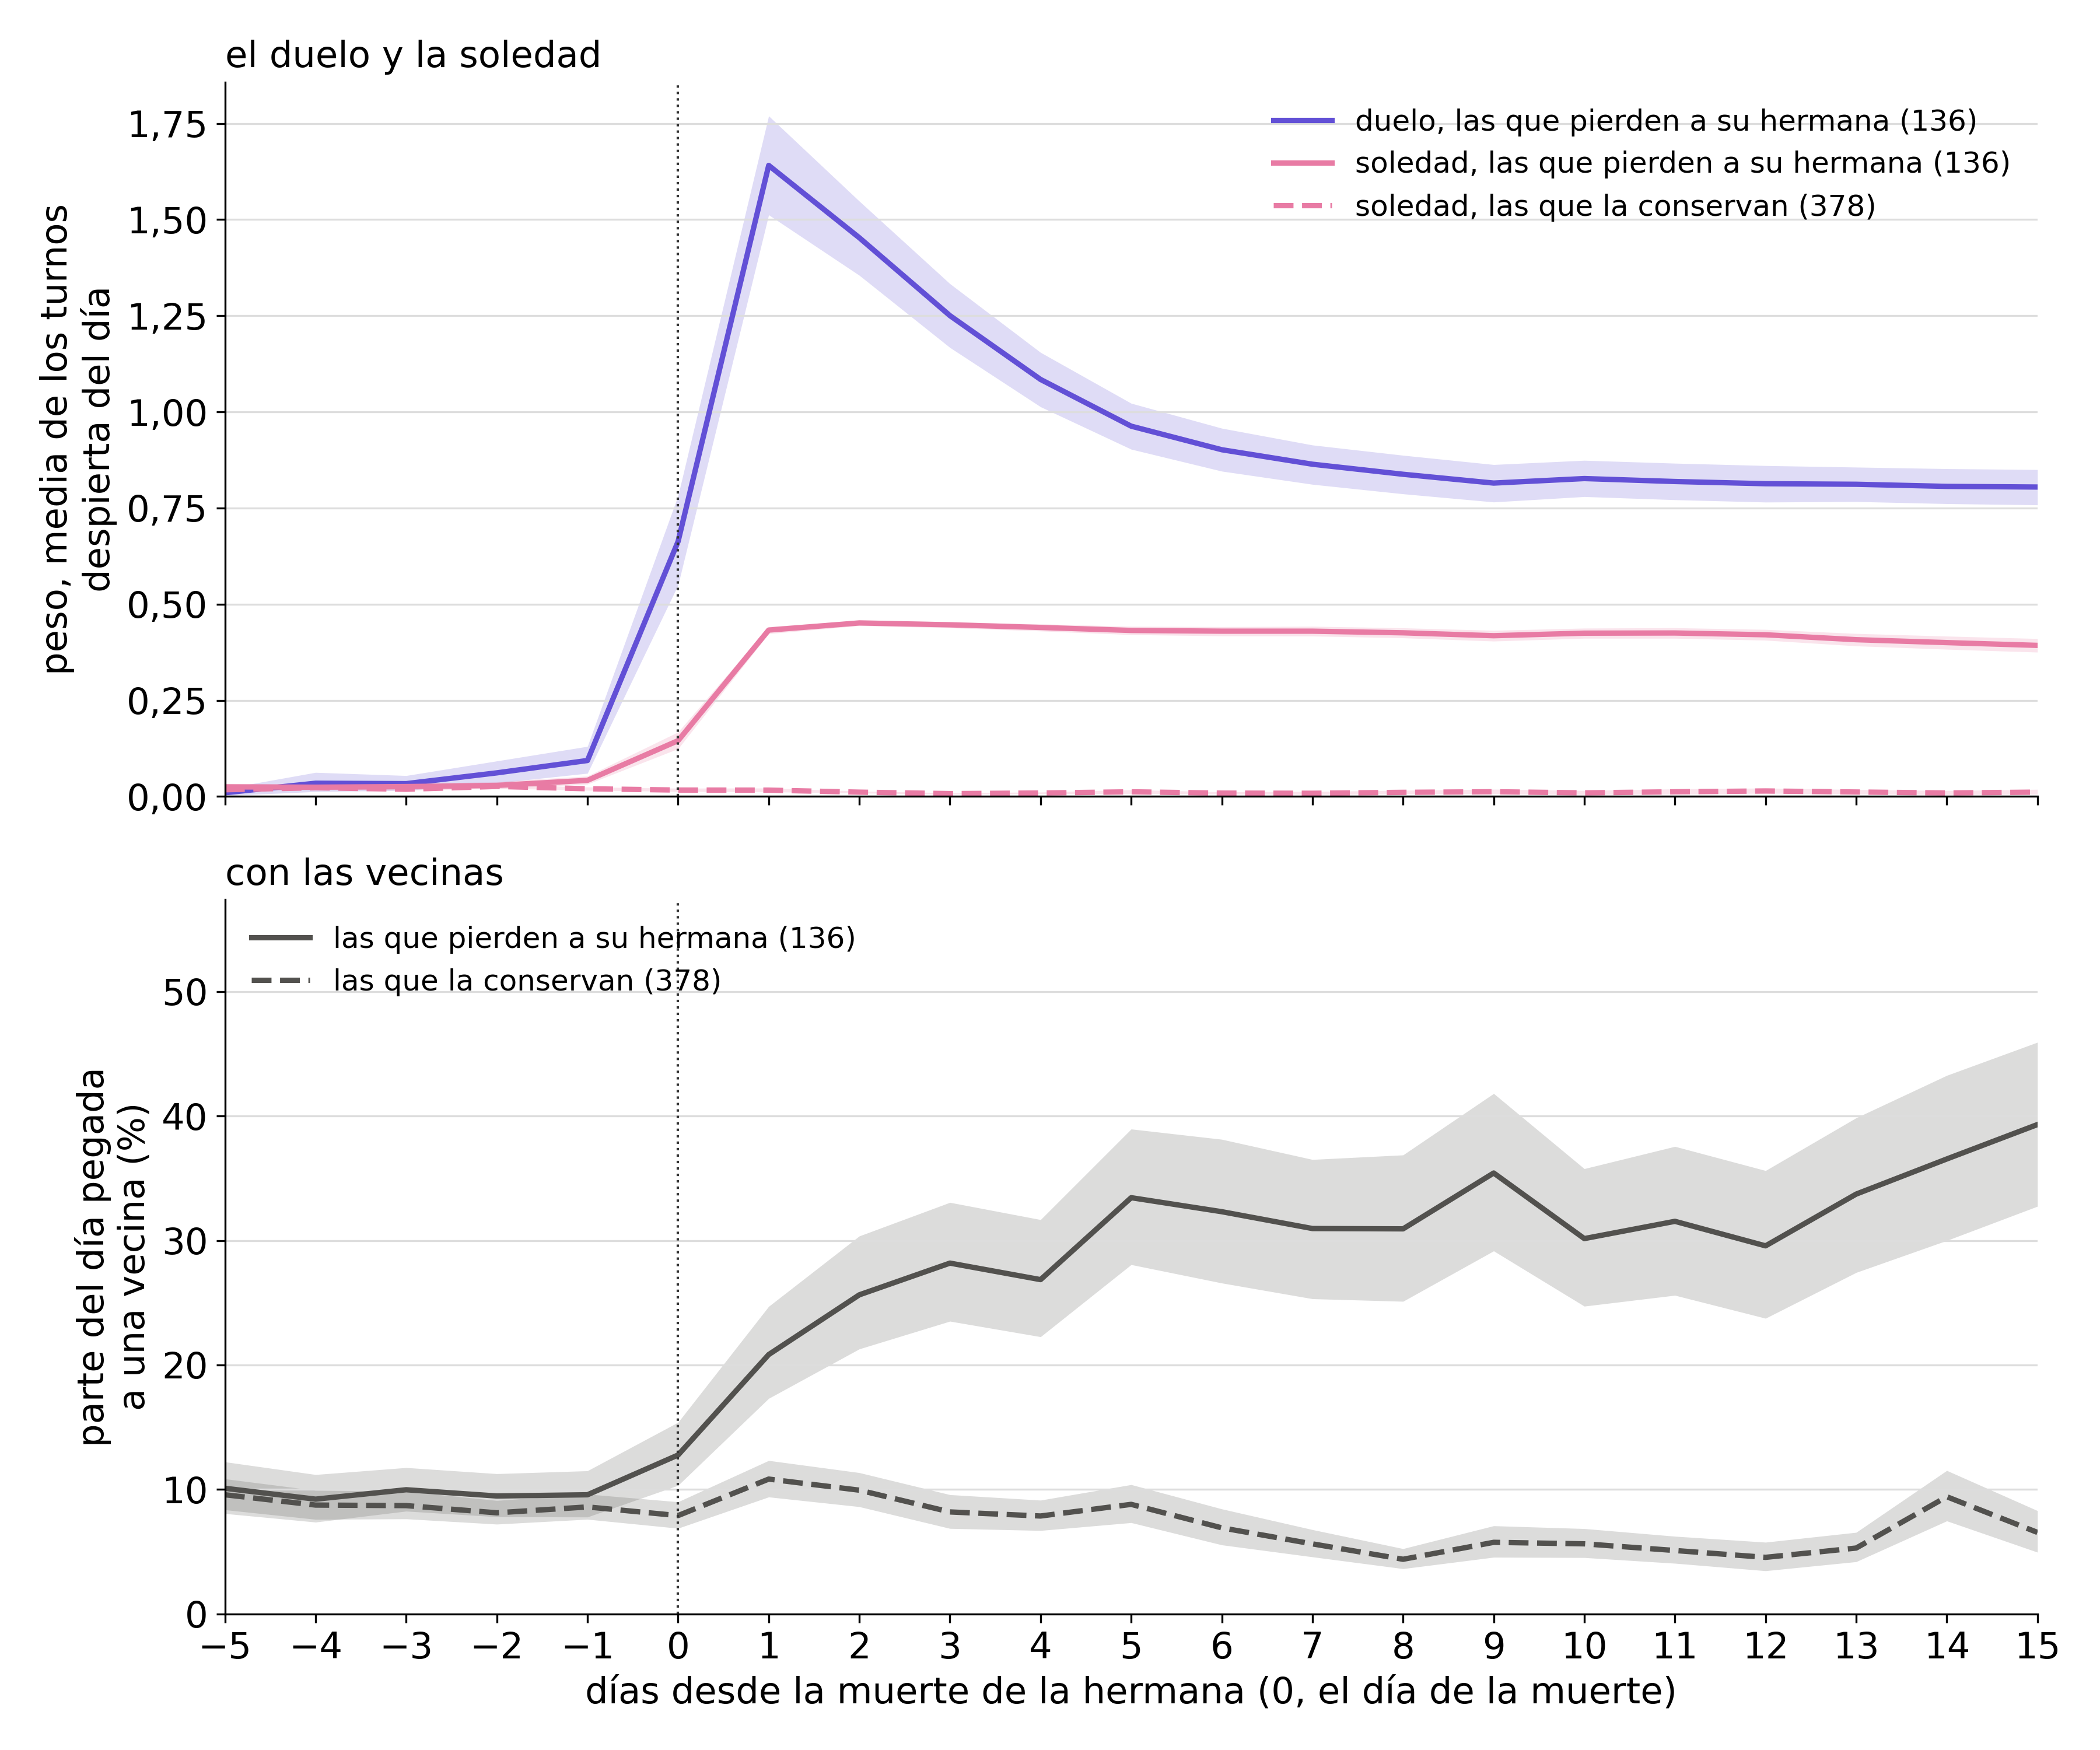 el duelo y la soledad
peso, media de los turnos
despierta del día
1,75
1,50
1,25
1,00
0,75
0,50
0,25
0,00
duelo, las que pierden a su hermana (136)
soledad, las que pierden a su hermana (136)
soledad, las que la conservan (378)
con las vecinas
parte del día pegada
a una vecina (%)
50
40
30
20
10
0
las que pierden a su hermana (136)
las que la conservan (378)
−5 −4 −3 −2 −1 0 1 2 3 4 5 6 7 8 9 10 11 12 13 14 15
días desde la muerte de la hermana (0, el día de la muerte)